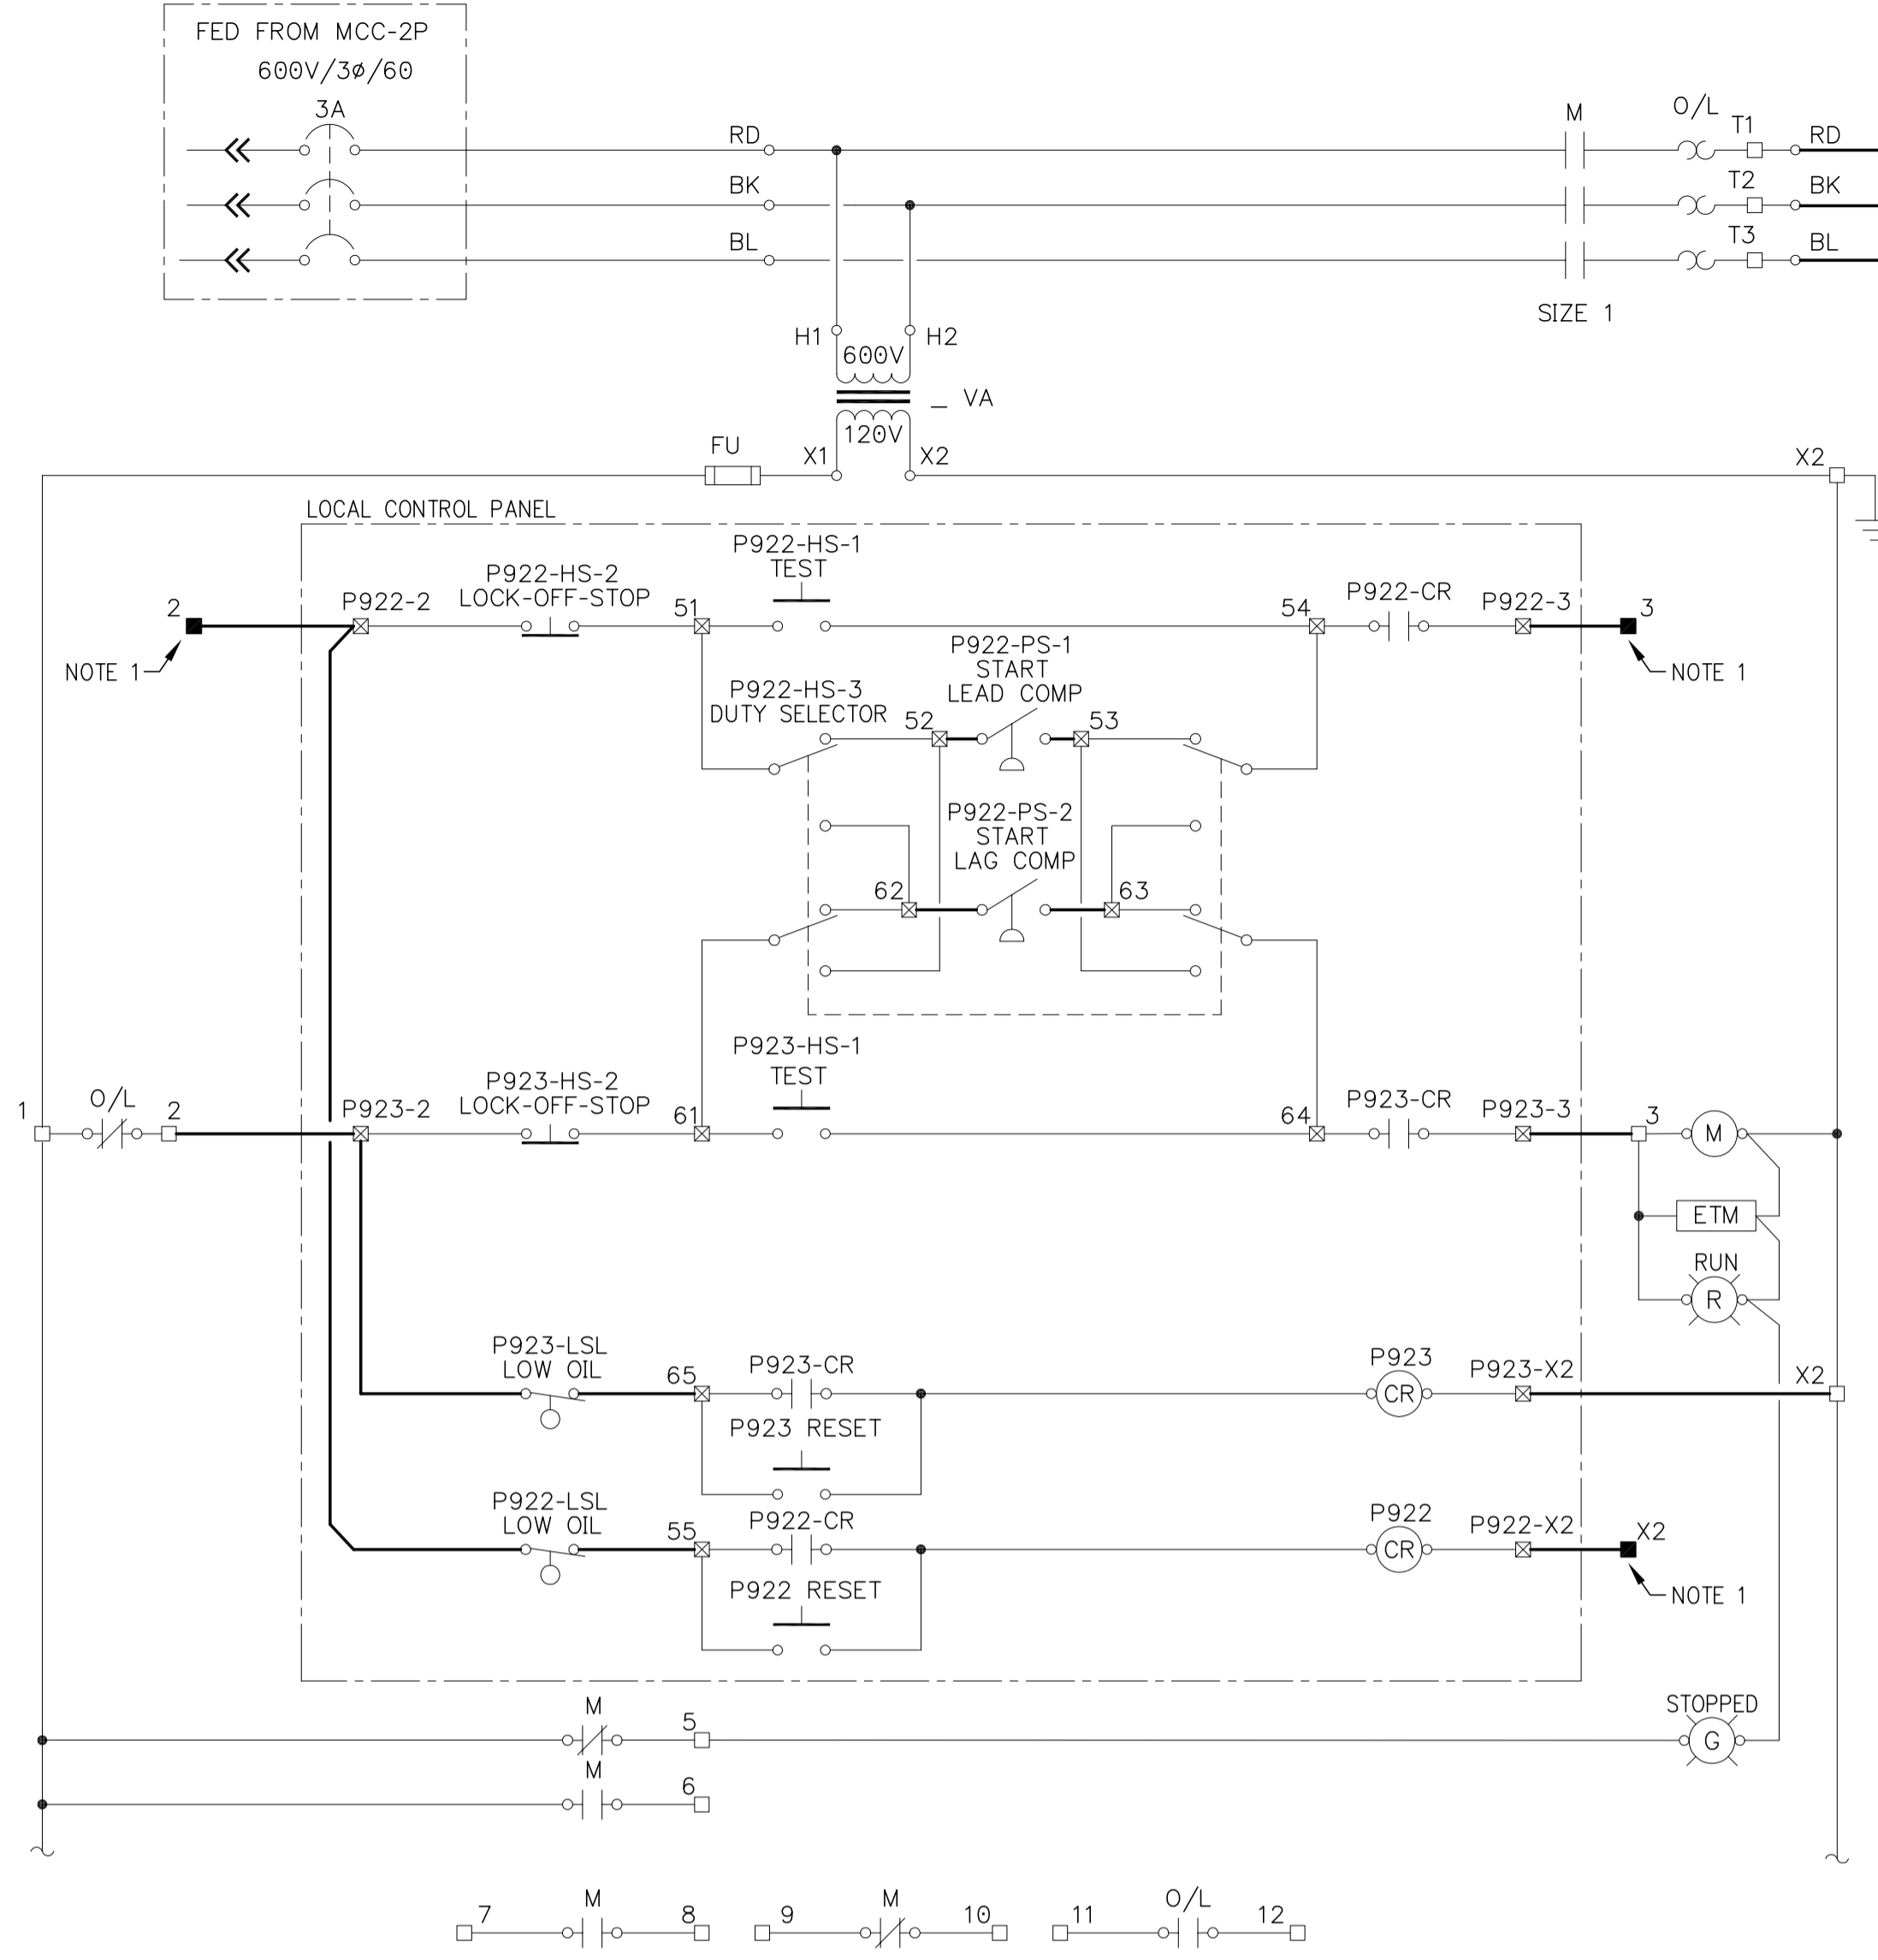 FED FROM MCC-2P
600V/3ø/60
3A
M
O/L
RD
T1
RD
BK
T2
BK
BL
T3
BL
SIZE 1
H1
H2
600V
_ VA
120V
FU
X1
X2
X2
LOCAL CONTROL PANEL
P922-HS-1
TEST
P922-HS-2
LOCK-OFF-STOP
P922-CR
2
P922-2
51
54
P922-3
3
NOTE 1
NOTE 1
P922-PS-1
START
LEAD COMP
P922-HS-3
DUTY SELECTOR
52
53
P922-PS-2
START
LAG COMP
62
63
P923-HS-1
TEST
P923-HS-2
LOCK-OFF-STOP
P923-CR
1
O/L
2
P923-2
61
64
P923-3
3
M
ETM
RUN
R
P923-LSL
LOW OIL
65
P923-CR
P923
CR
P923-X2
X2
P923 RESET
P922-LSL
LOW OIL
55
P922-CR
P922
CR
P922-X2
X2
P922 RESET
NOTE 1
M
5
STOPPED
G
M
6
7
M
8
9
M
10
11
O/L
12